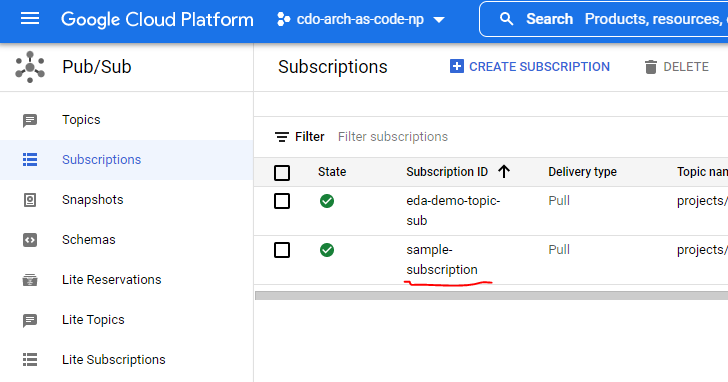 Google Cloud Platform
cdo-arch-as-code-np
Search Products, resources,
Pub/Sub
Subscriptions
CREATE SUBSCRIPTION
DELETE
Topics
Subscriptions
Snapshots
Schemas
Lite Reservations
Lite Topics
Lite Subscriptions
Filter Filter subscriptions
State Subscription ID Delivery type Topic nam
eda-demo-topic-
sub
Pull
projects/
sample-
subscription
Pull
projects/